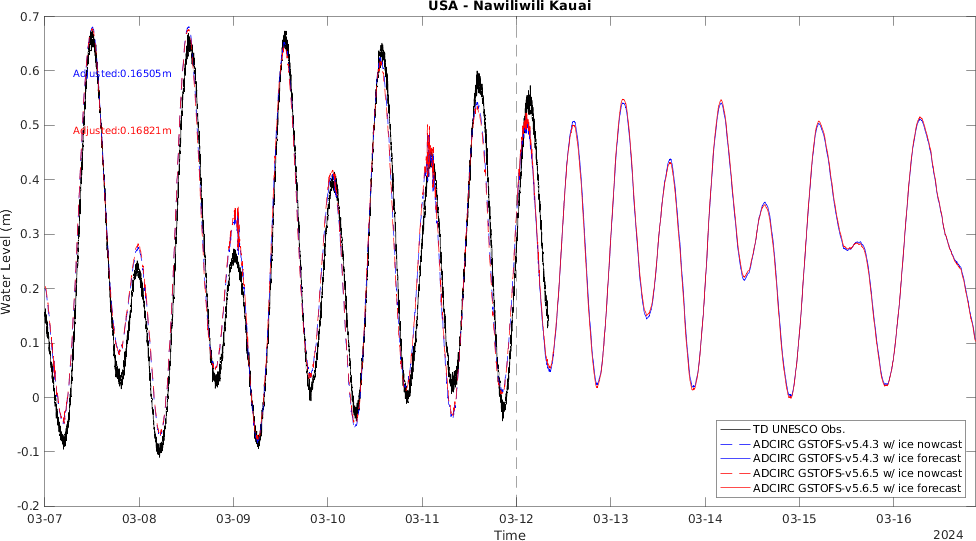 USA - Nawiliwili Kauai
0.7
0.6
0.5
0.4
0.3
0.2
0.1
0
-0.1
-0.2
Water Level (m)
Adjusted:0.16505m
Adjusted:0.16821m
TD UNESCO Obs.
ADCIRC GSTOFS-v5.4.3 w/ ice nowcast
ADCIRC GSTOFS-v5.4.3 w/ ice forecast
ADCIRC GSTOFS-v5.6.5 w/ ice nowcast
ADCIRC GSTOFS-v5.6.5 w/ ice forecast
03-07 03-08 03-09 03-10 03-11 03-12 03-13 03-14 03-15 03-16
Time
2024